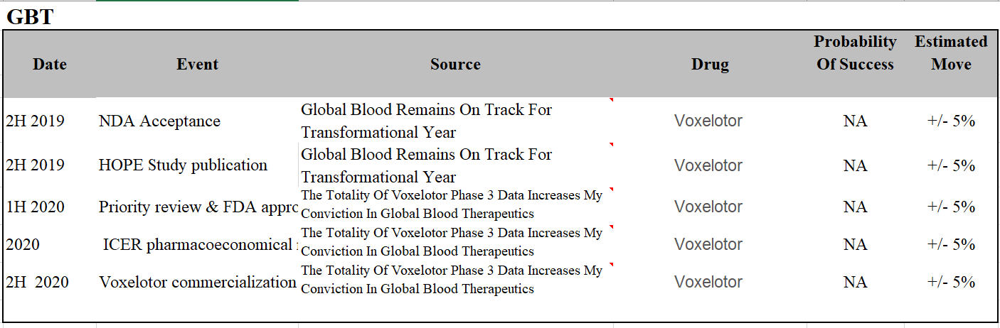 GBT
Date Event Source Drug Probability Of Success Estimated Move
2H 2019 NDA Acceptance Global Blood Remains On Track For Transformational Year Voxelotor NA +/- 5%
2H 2019 HOPE Study publication Global Blood Remains On Track For Transformational Year Voxelotor NA +/- 5%
1H 2020 Priority review & FDA appro The Totality Of Voxelotor Phase 3 Data Increases My Conviction In Global Blood Therapeutics Voxelotor NA +/- 5%
2020 ICER pharmacoeconomical The Totality Of Voxelotor Phase 3 Data Increases My Conviction In Global Blood Therapeutics Voxelotor NA +/- 5%
2H 2020 Voxelotor commercialization The Totality Of Voxelotor Phase 3 Data Increases My Conviction In Global Blood Therapeutics Voxelotor NA +/- 5%